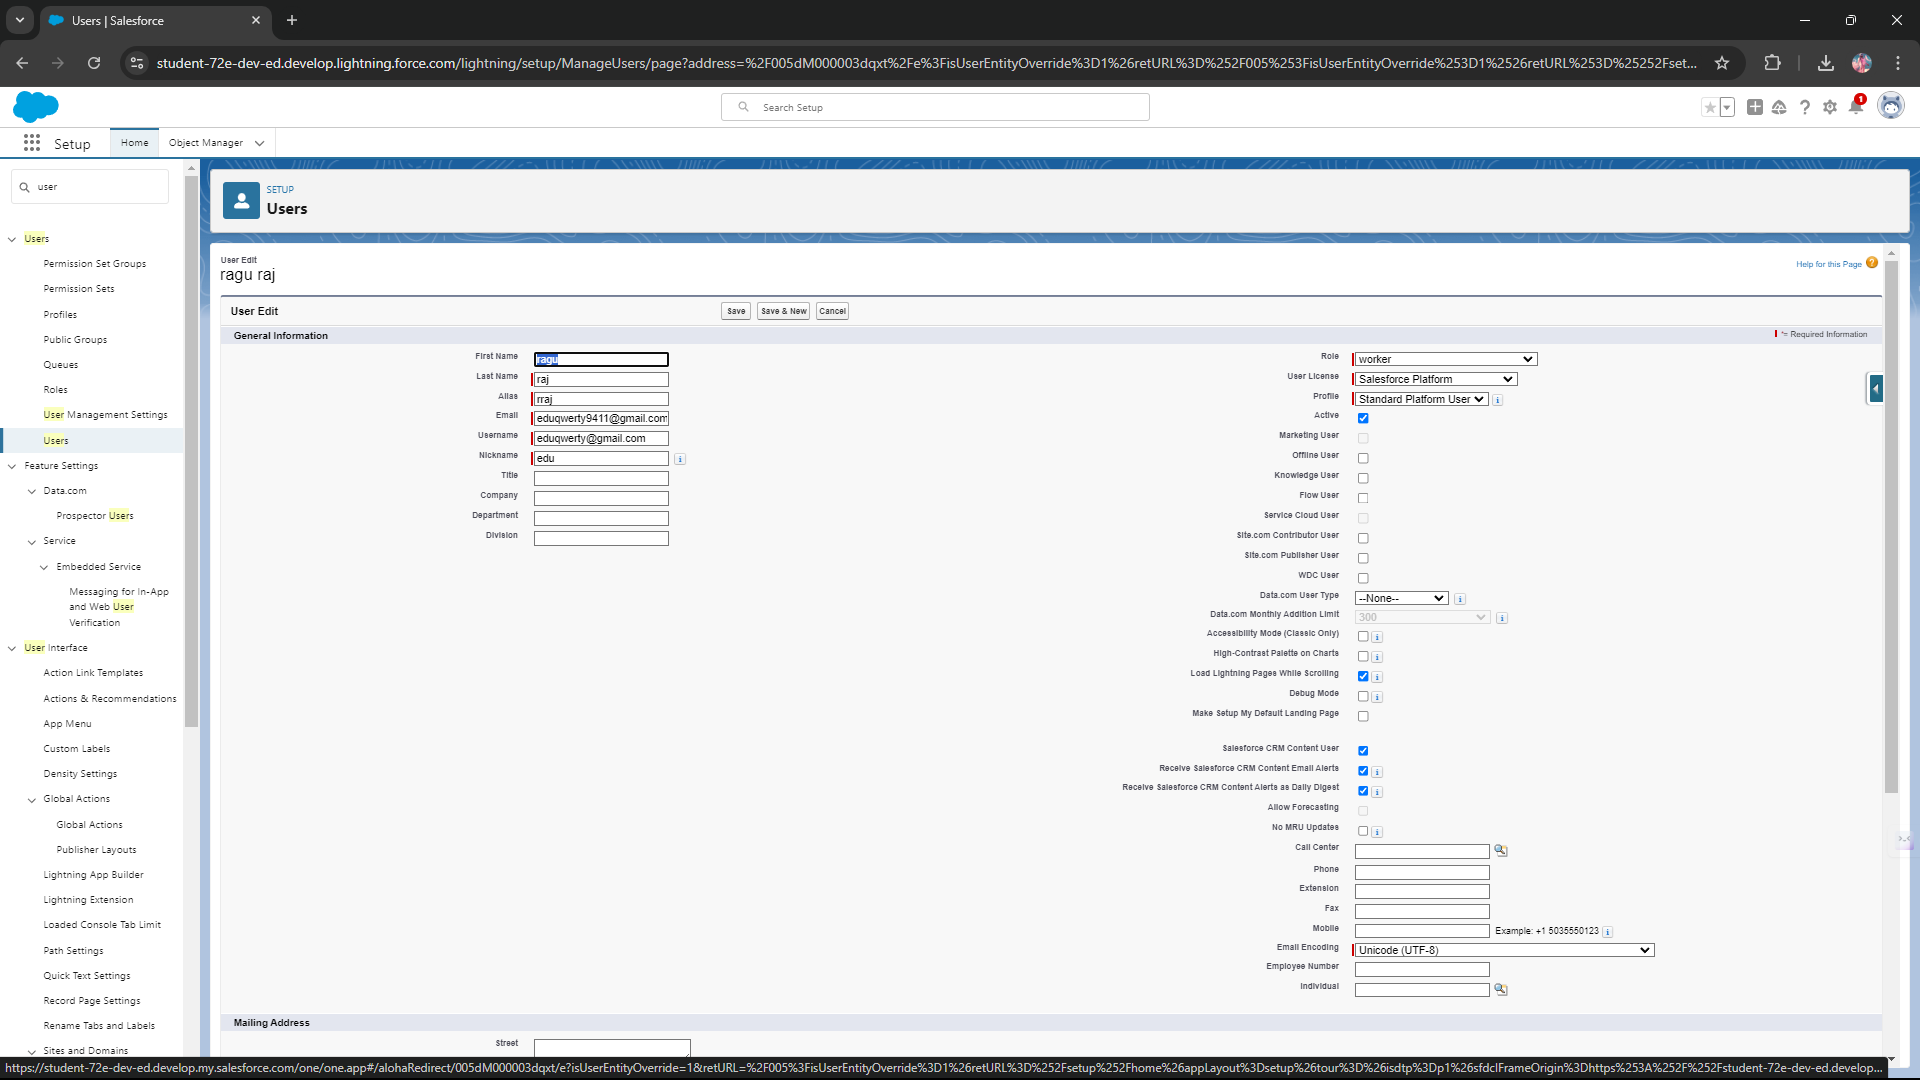 Users | Salesforce
student-72e-dev-ed.develop.lightning.force.com/lightning/setup/ManageUsers/page?address=%2F005dM000003dqxt%2Fe%3FisUserEntityOverride%3D1%26retURL%3D%252F005%253FisUserEntityOverride%253D1%2526retURL%253D%25252Fset...
Search Setup
1
Setup
Home
Object Manager
user
SETUP
Users
Users
Permission Set Groups
Permission Sets
Profiles
Public Groups
Queues
Roles
User Management Settings
Users
Feature Settings
Data.com
Prospector Users
Service
Embedded Service
Messaging for In-App
and Web User
Verification
User Interface
Action Link Templates
Actions & Recommendations
App Menu
Custom Labels
Density Settings
Global Actions
Global Actions
Publisher Layouts
Lightning App Builder
Lightning Extension
Loaded Console Tab Limit
Path Settings
Quick Text Settings
Record Page Settings
Rename Tabs and Labels
Sites and Domains
User Edit
ragu raj
Help for this Page
User Edit
Save
Save & New
Cancel
General Information
= Required Information
First Name ragu
Last Name raj
Alias rraj
Email eduqwerty9411@gmail.com
Username eduqwerty@gmail.com
Nickname edu
Title
Company
Department
Division
Role worker
User License Salesforce Platform
Profile Standard Platform User
Active
Marketing User
Offline User
Knowledge User
Flow User
Service Cloud User
Site.com Contributor User
Site.com Publisher User
WDC User
Data.com User Type --None--
Data.com Monthly Addition Limit 300
Accessibility Mode (Classic Only)
High-Contrast Palette on Charts
Load Lightning Pages While Scrolling
Debug Mode
Make Setup My Default Landing Page
Salesforce CRM Content User
Receive Salesforce CRM Content Email Alerts
Receive Salesforce CRM Content Alerts as Daily Digest
Allow Forecasting
No MRU Updates
Call Center
Phone
Extension
Fax
Mobile Example: +1 5035550123
Email Encoding Unicode (UTF-8)
Employee Number
Individual
Mailing Address
Street
https://student-72e-dev-ed.develop.my.salesforce.com/one/one.app#/alohaRedirect/005dM000003dqxt/e?isUserEntityOverride=1&retURL=%2F005%3FisUserEntityOverride%3D1%26retURL%3D%252Fsetup%252Fhome%26appLayout%3Dsetup%26tour%3D%26isdtp%3Dp1%26sfdcIFrameOrigin%3Dhttps%253A%252F%252Fstudent-72e-dev-ed.develop...